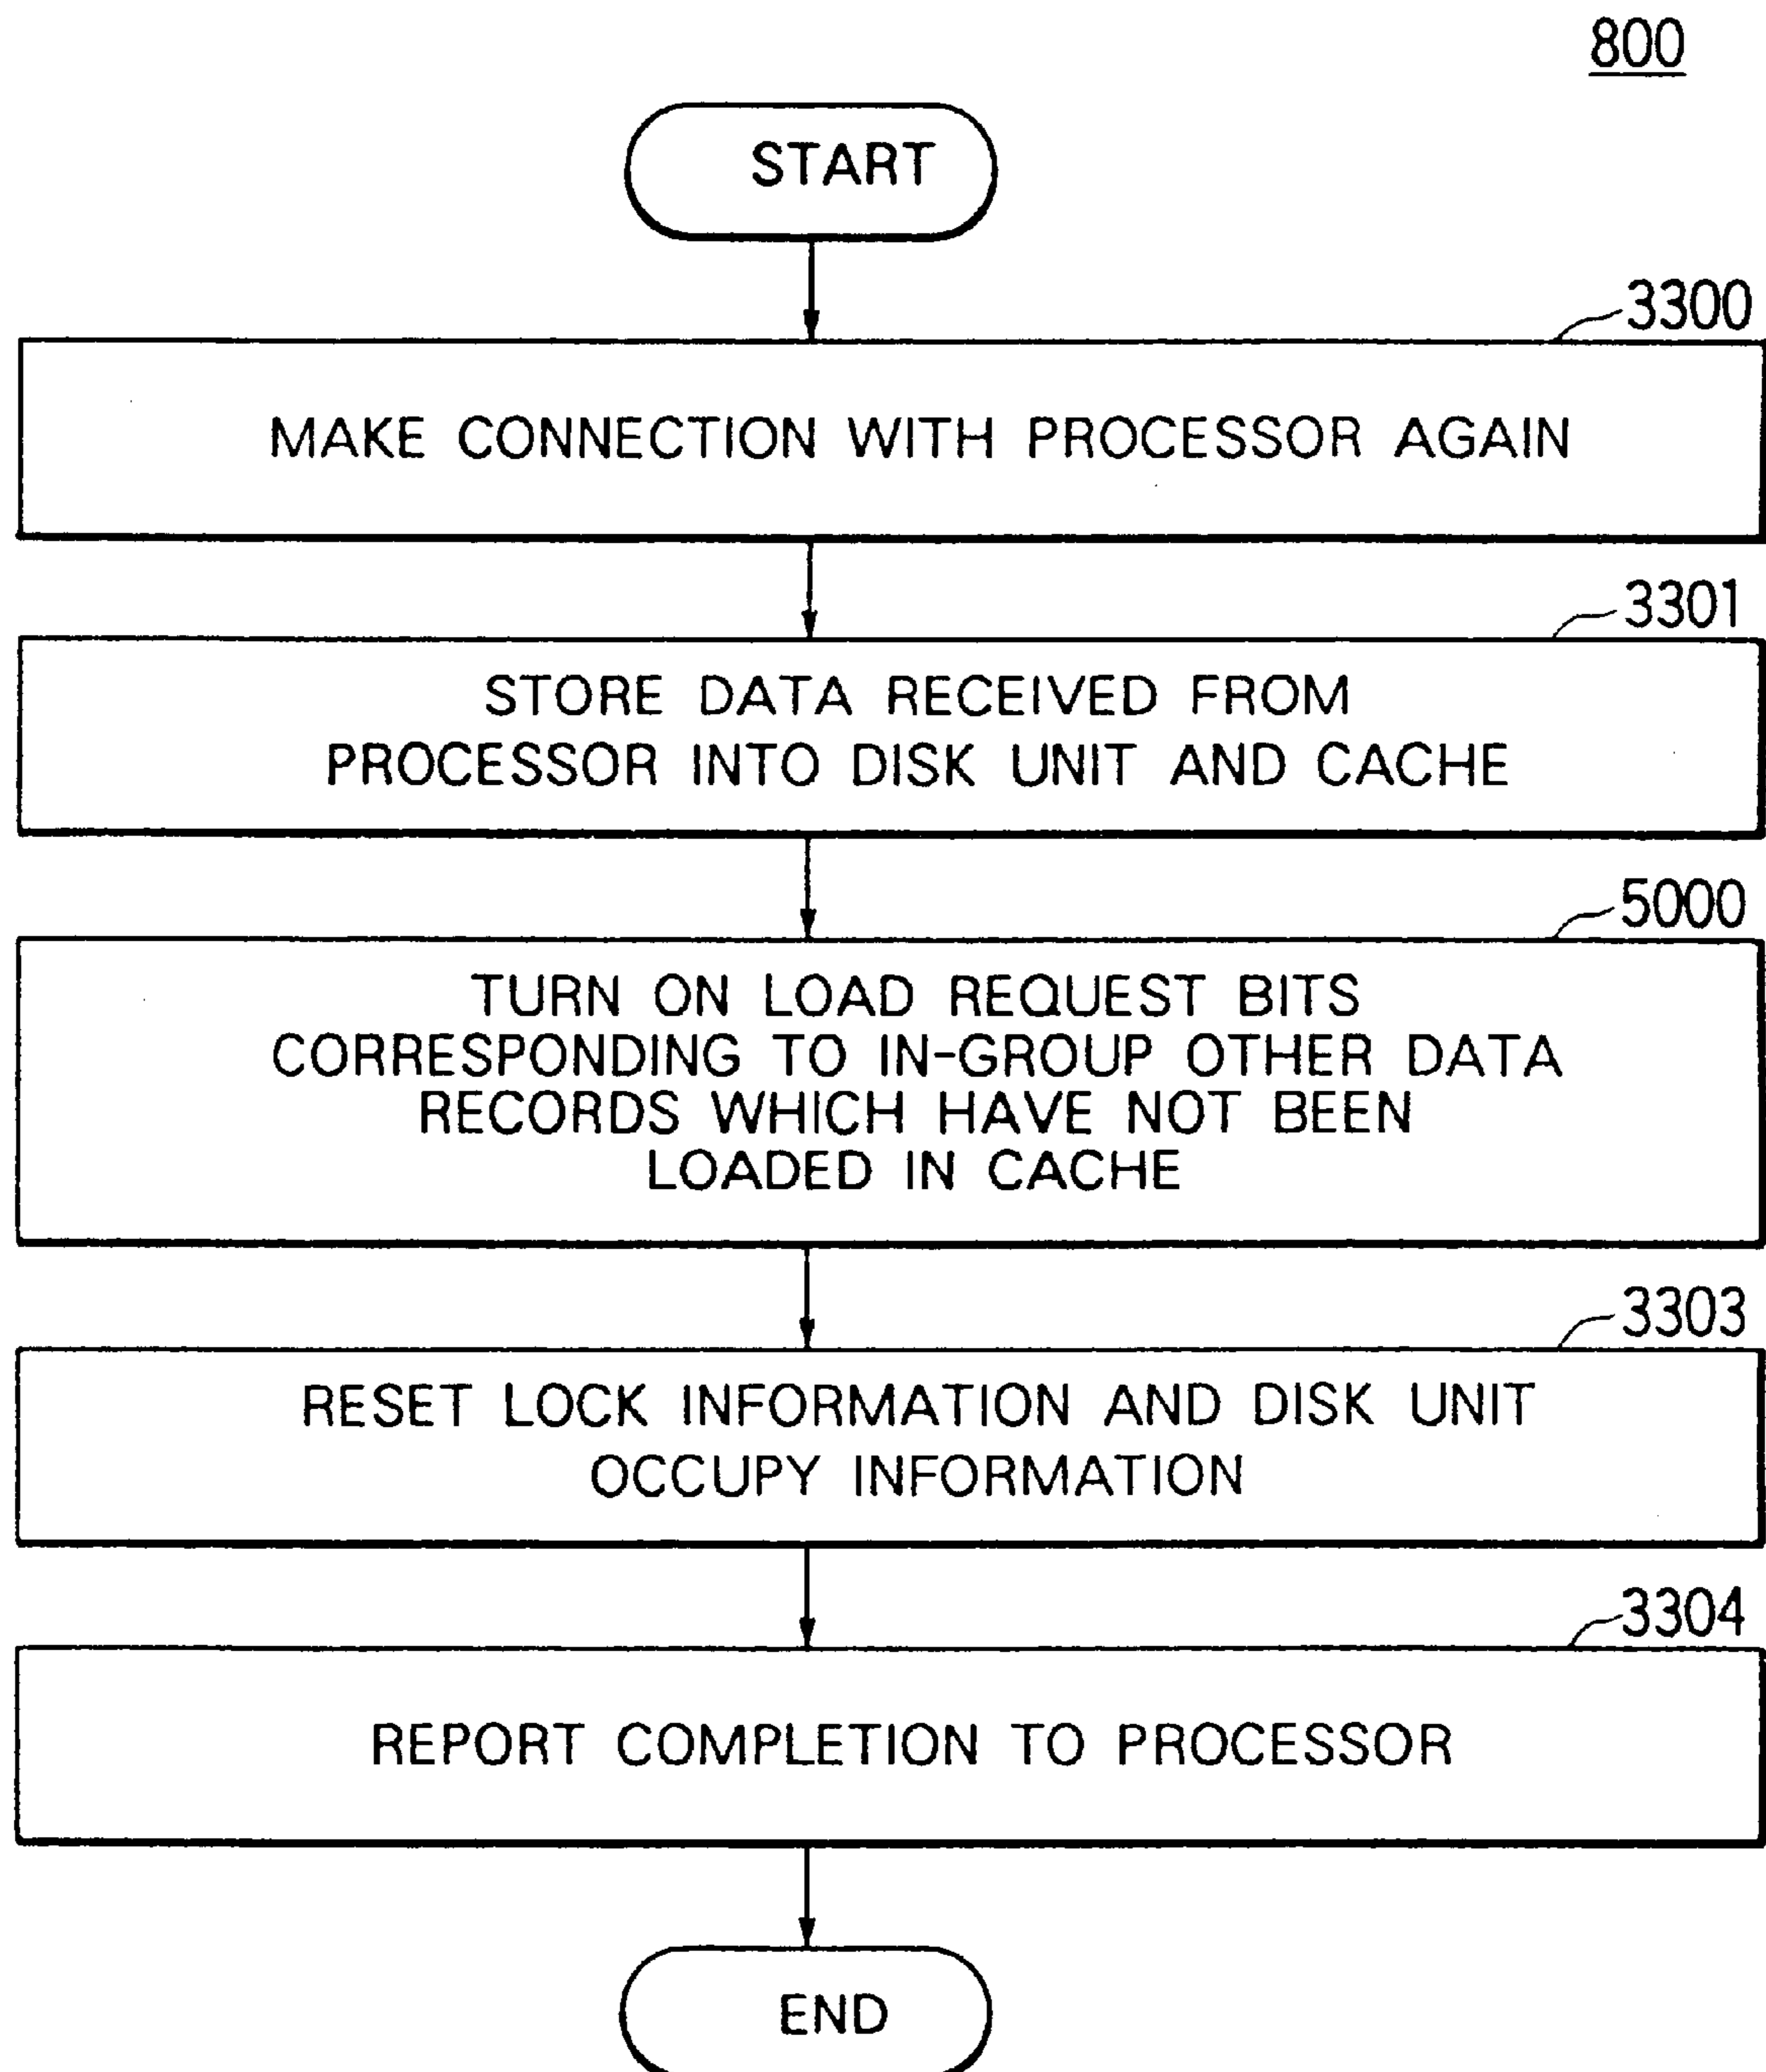 800
START
3300
MAKE CONNECTION WITH PROCESSOR AGAIN
3301
STORE DATA RECEIVED FROM
PROCESSOR INTO DISK UNIT AND CACHE
5000
TURN ON LOAD REQUEST BITS
CORRESPONDING TO IN-GROUP OTHER DATA
RECORDS WHICH HAVE NOT BEEN
LOADED IN CACHE
3303
RESET LOCK INFORMATION AND DISK UNIT
OCCUPY INFORMATION
3304
REPORT COMPLETION TO PROCESSOR
END